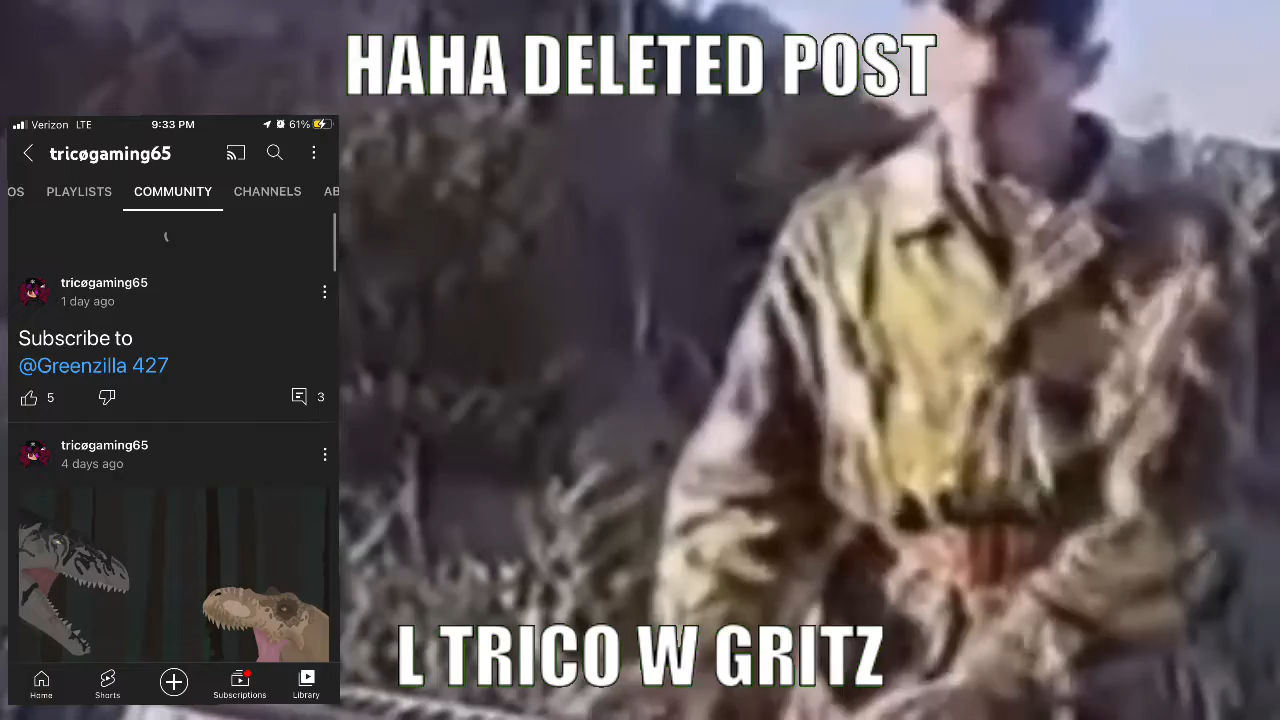 HAHA DELETED POST
Verizon LTE 9:33 PM 61%
tricøgaming65
OS PLAYLISTS COMMUNITY CHANNELS AB
tricøgaming65
1 day ago
Subscribe to
@Greenzilla 427
5 3
tricøgaming65
4 days ago
Home Shorts Subscriptions Library
L TRICO W GRITZ